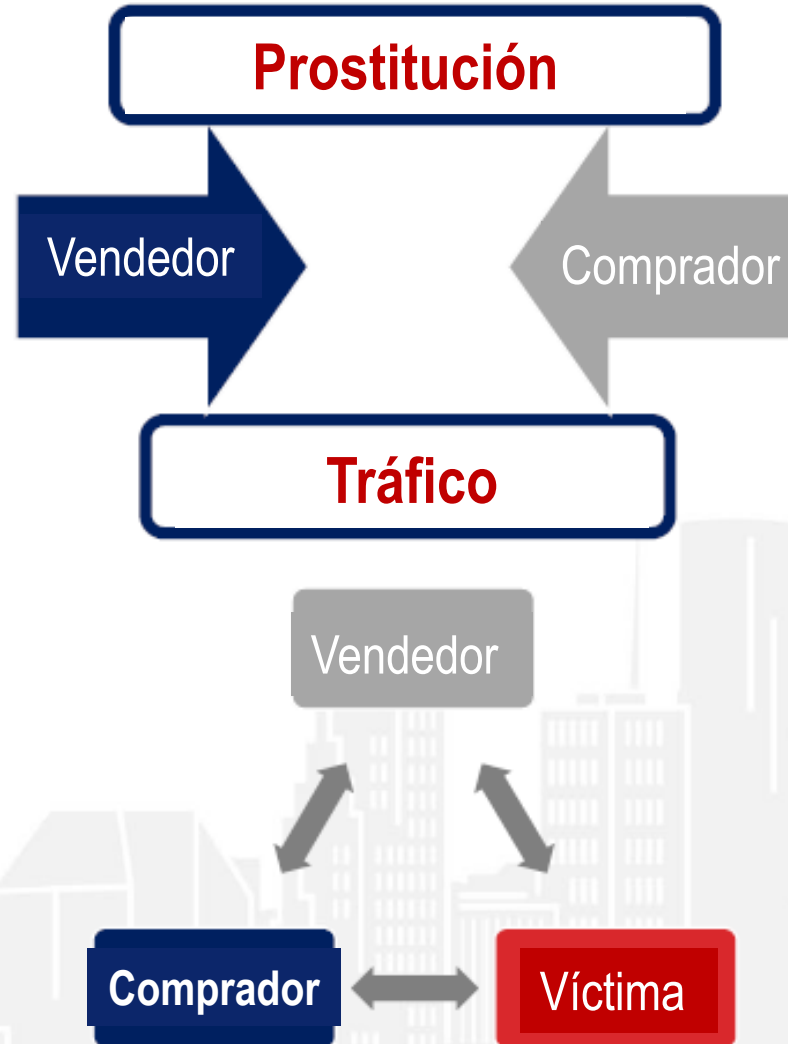 Prostitución
Vendedor
Comprador
Tráfico
Vendedor
Comprador
Víctima